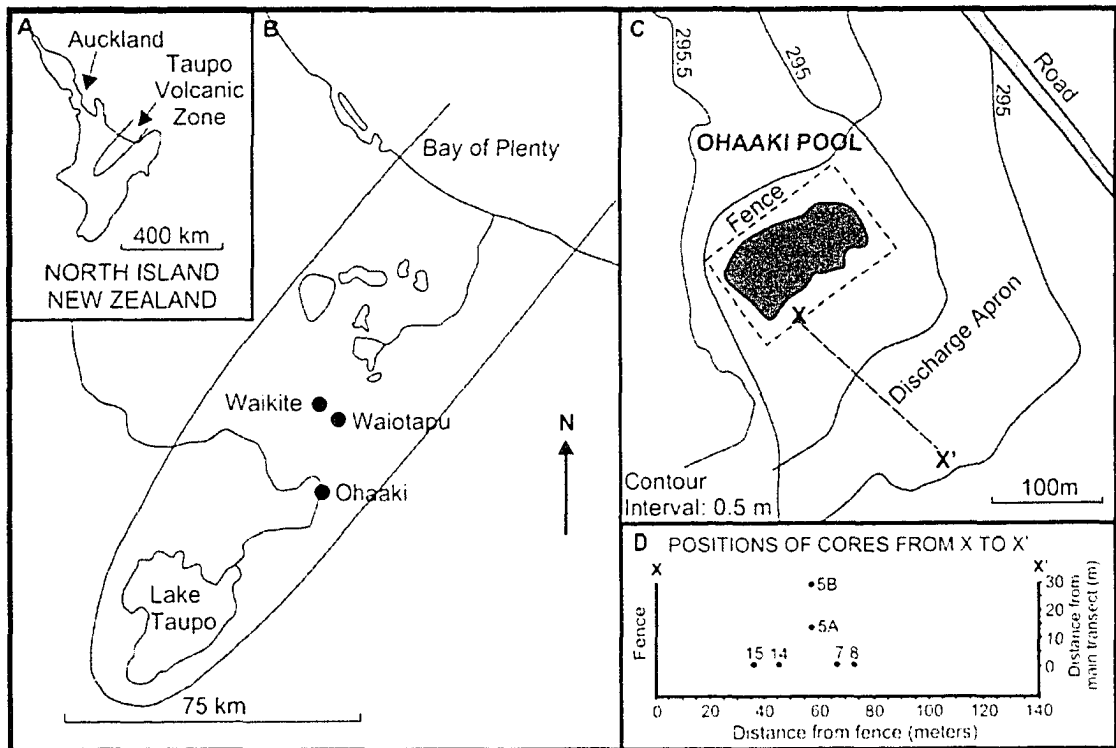 A
Auckland
Taupo
Volcanic
Zone
400 km
NORTH ISLAND
NEW ZEALAND
B
Bay of Plenty
Waikite
Waiotapu
N
Ohaaki
Lake
Taupo
75 km
C
295.5
295
295
Road
OHAAKI POOL
Fence
X
Discharge Apron
X'
Contour
Interval: 0.5 m
100m
D POSITIONS OF CORES FROM X TO X'
X
X'
Fence
5B
5A
15 14 7 8
30
20
10
0
Distance from
main transect (m)
0 20 40 60 80 100 120 140
Distance from fence (meters)